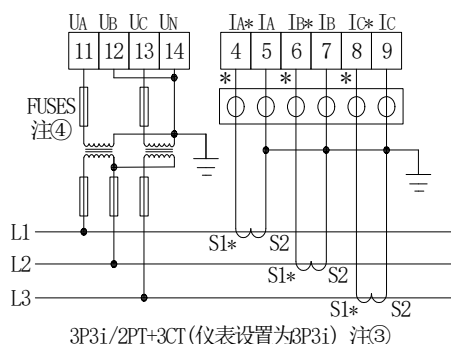 UA UB UC UN IA* IA IB* IB IC* IC
11 12 13 14 4 5 6 7 8 9
* * *
FUSES
注④
L1
S1* S2
L2
S1* S2
L3
S1* S2
3P3i/2PT+3CT(仪表设置为3P3i) 注③